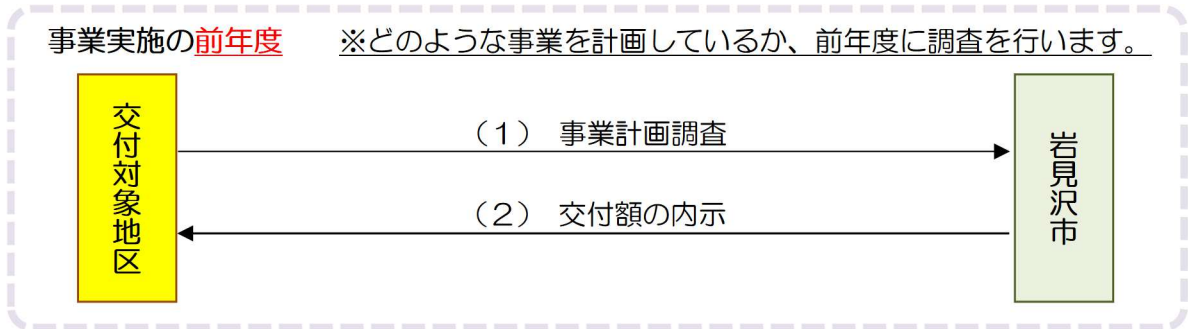 事業実施の前年度　※どのような事業を計画しているか、前年度に調査を行います。
交付対象地区
（１）　事業計画調査
（２）　交付額の内示
岩見沢市